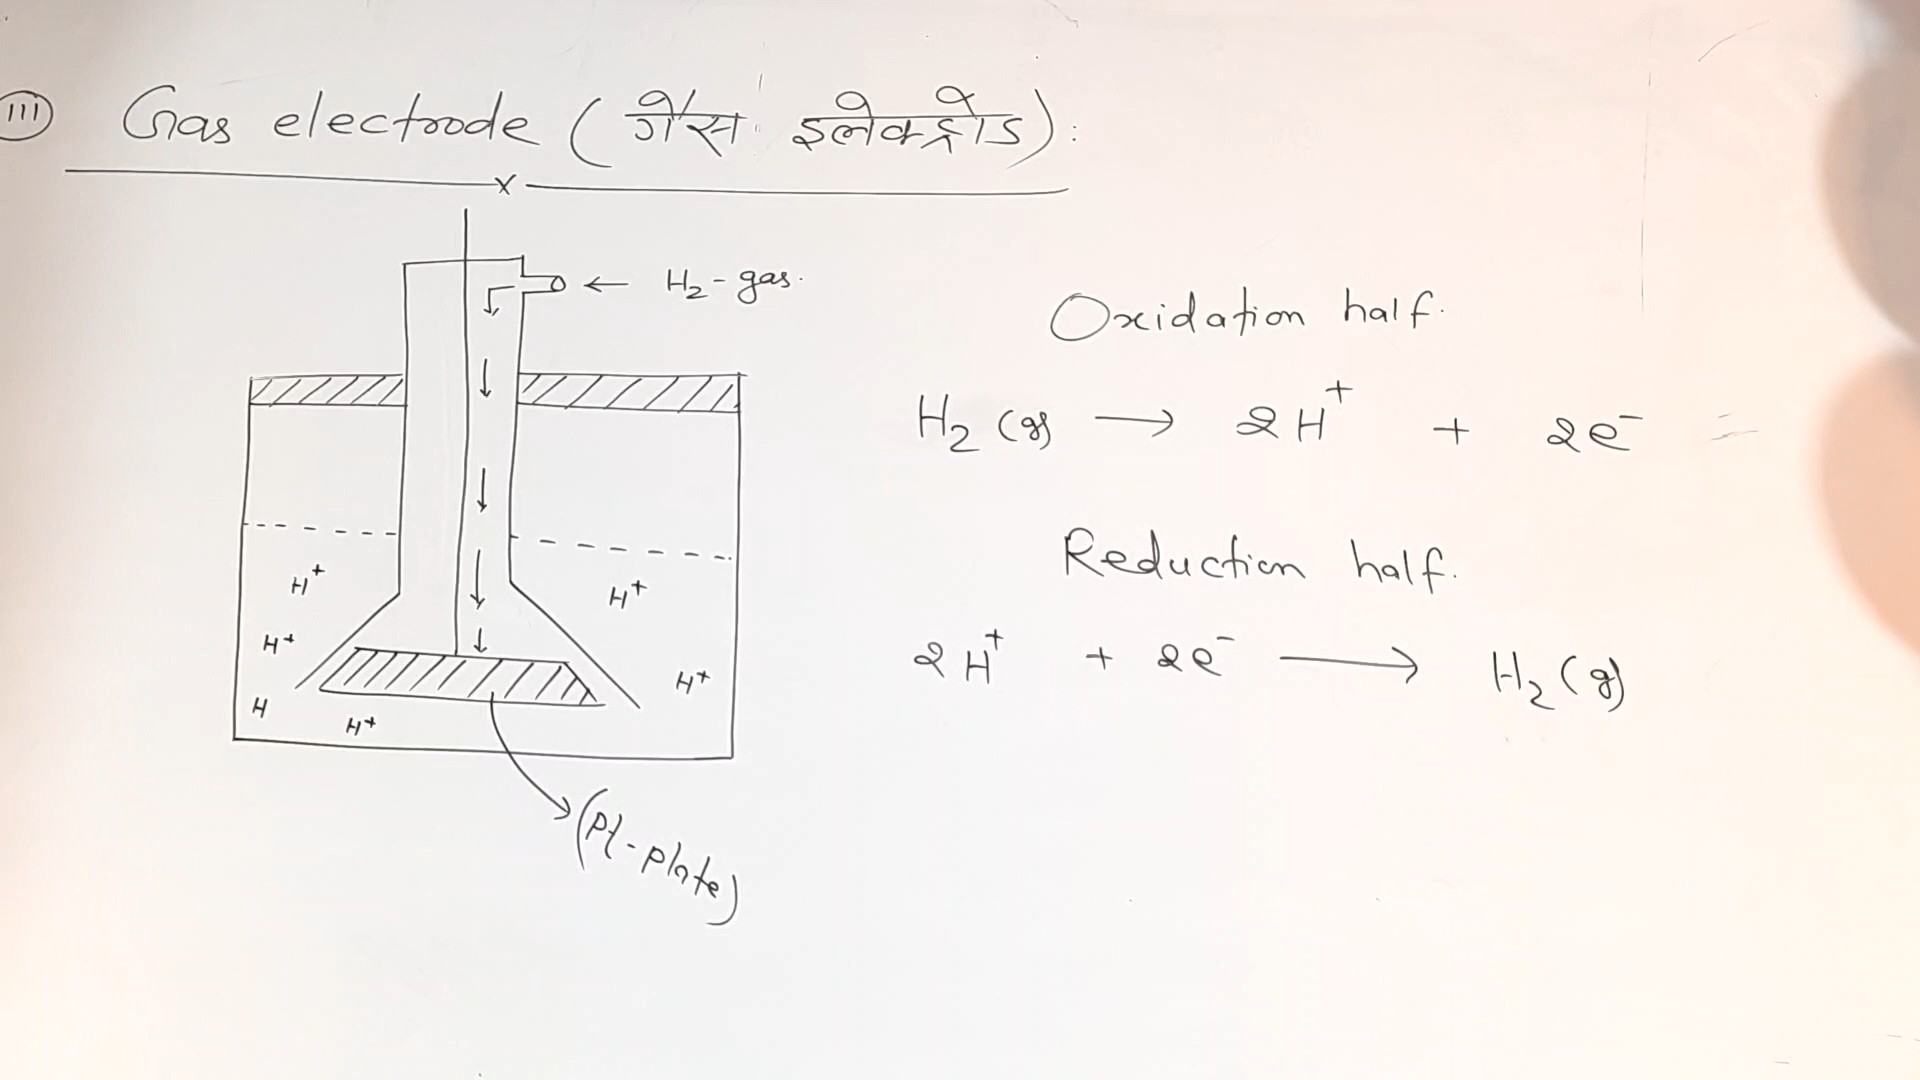 (III) Gas electrode (गैस इलेक्ट्रोड):
x
← H₂-gas.
H⁺ H⁺
H⁺ H⁺
H H⁺
(Pt-plate)
Oxidation half.
H₂ (g) → 2H⁺ + 2e⁻ =
Reduction half.
2H⁺ + 2e⁻ → H₂ (g)